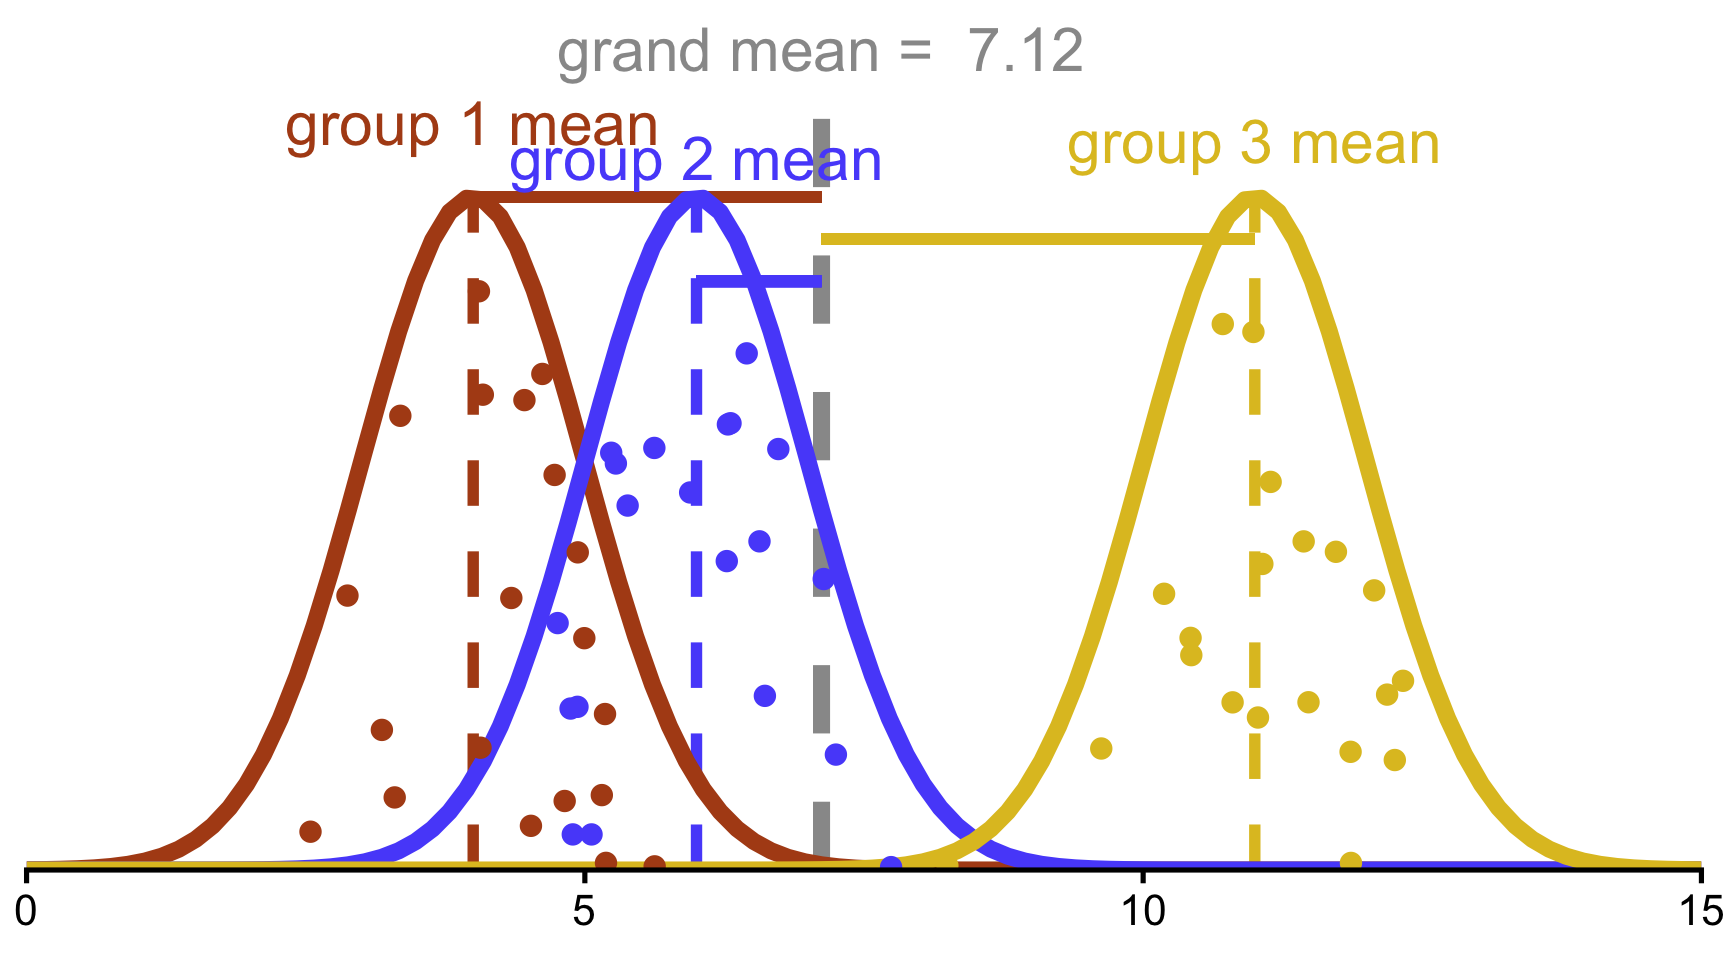 grand mean = 7.12
group 1 mean
group 2 mean
group 3 mean
0 5 10 15